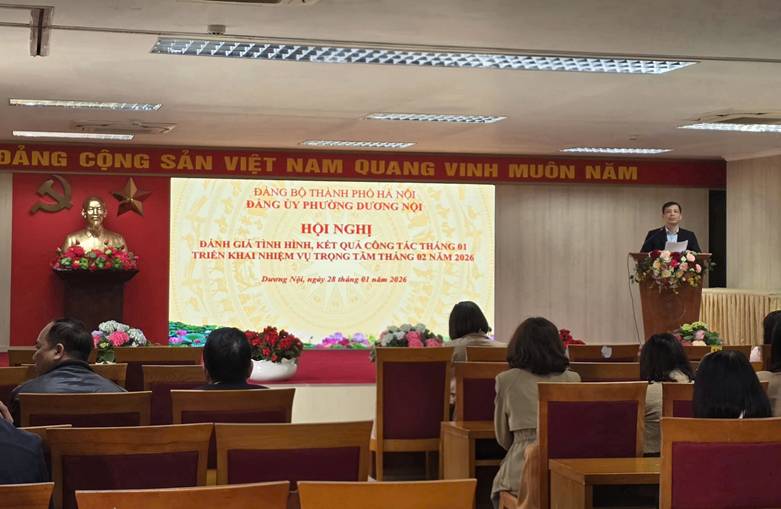 ĐẢNG CỘNG SẢN VIỆT NAM QUANG VINH MUÔN NĂM
ĐẢNG BỘ THÀNH PHỐ HÀ NỘI
ĐẢNG ỦY PHƯỜNG DƯƠNG NỘI
HỘI NGHỊ
ĐÁNH GIÁ TÌNH HÌNH, KẾT QUẢ CÔNG TÁC THÁNG 01
TRIỂN KHAI NHIỆM VỤ TRỌNG TÂM THÁNG 02 NĂM 2026
Dương Nội, ngày 28 tháng 01 năm 2026